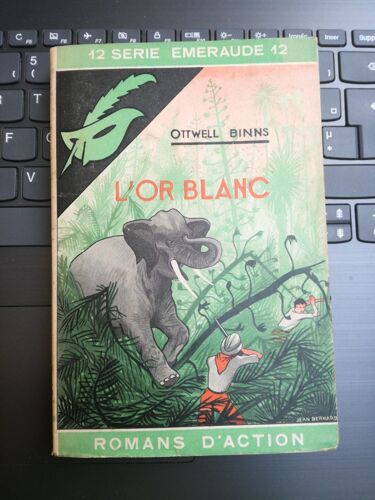 12 SERIE EMERAUDE 12
OTTWELL BINNS
L'OR BLANC
JEAN BERNARD
ROMANS D'ACTION